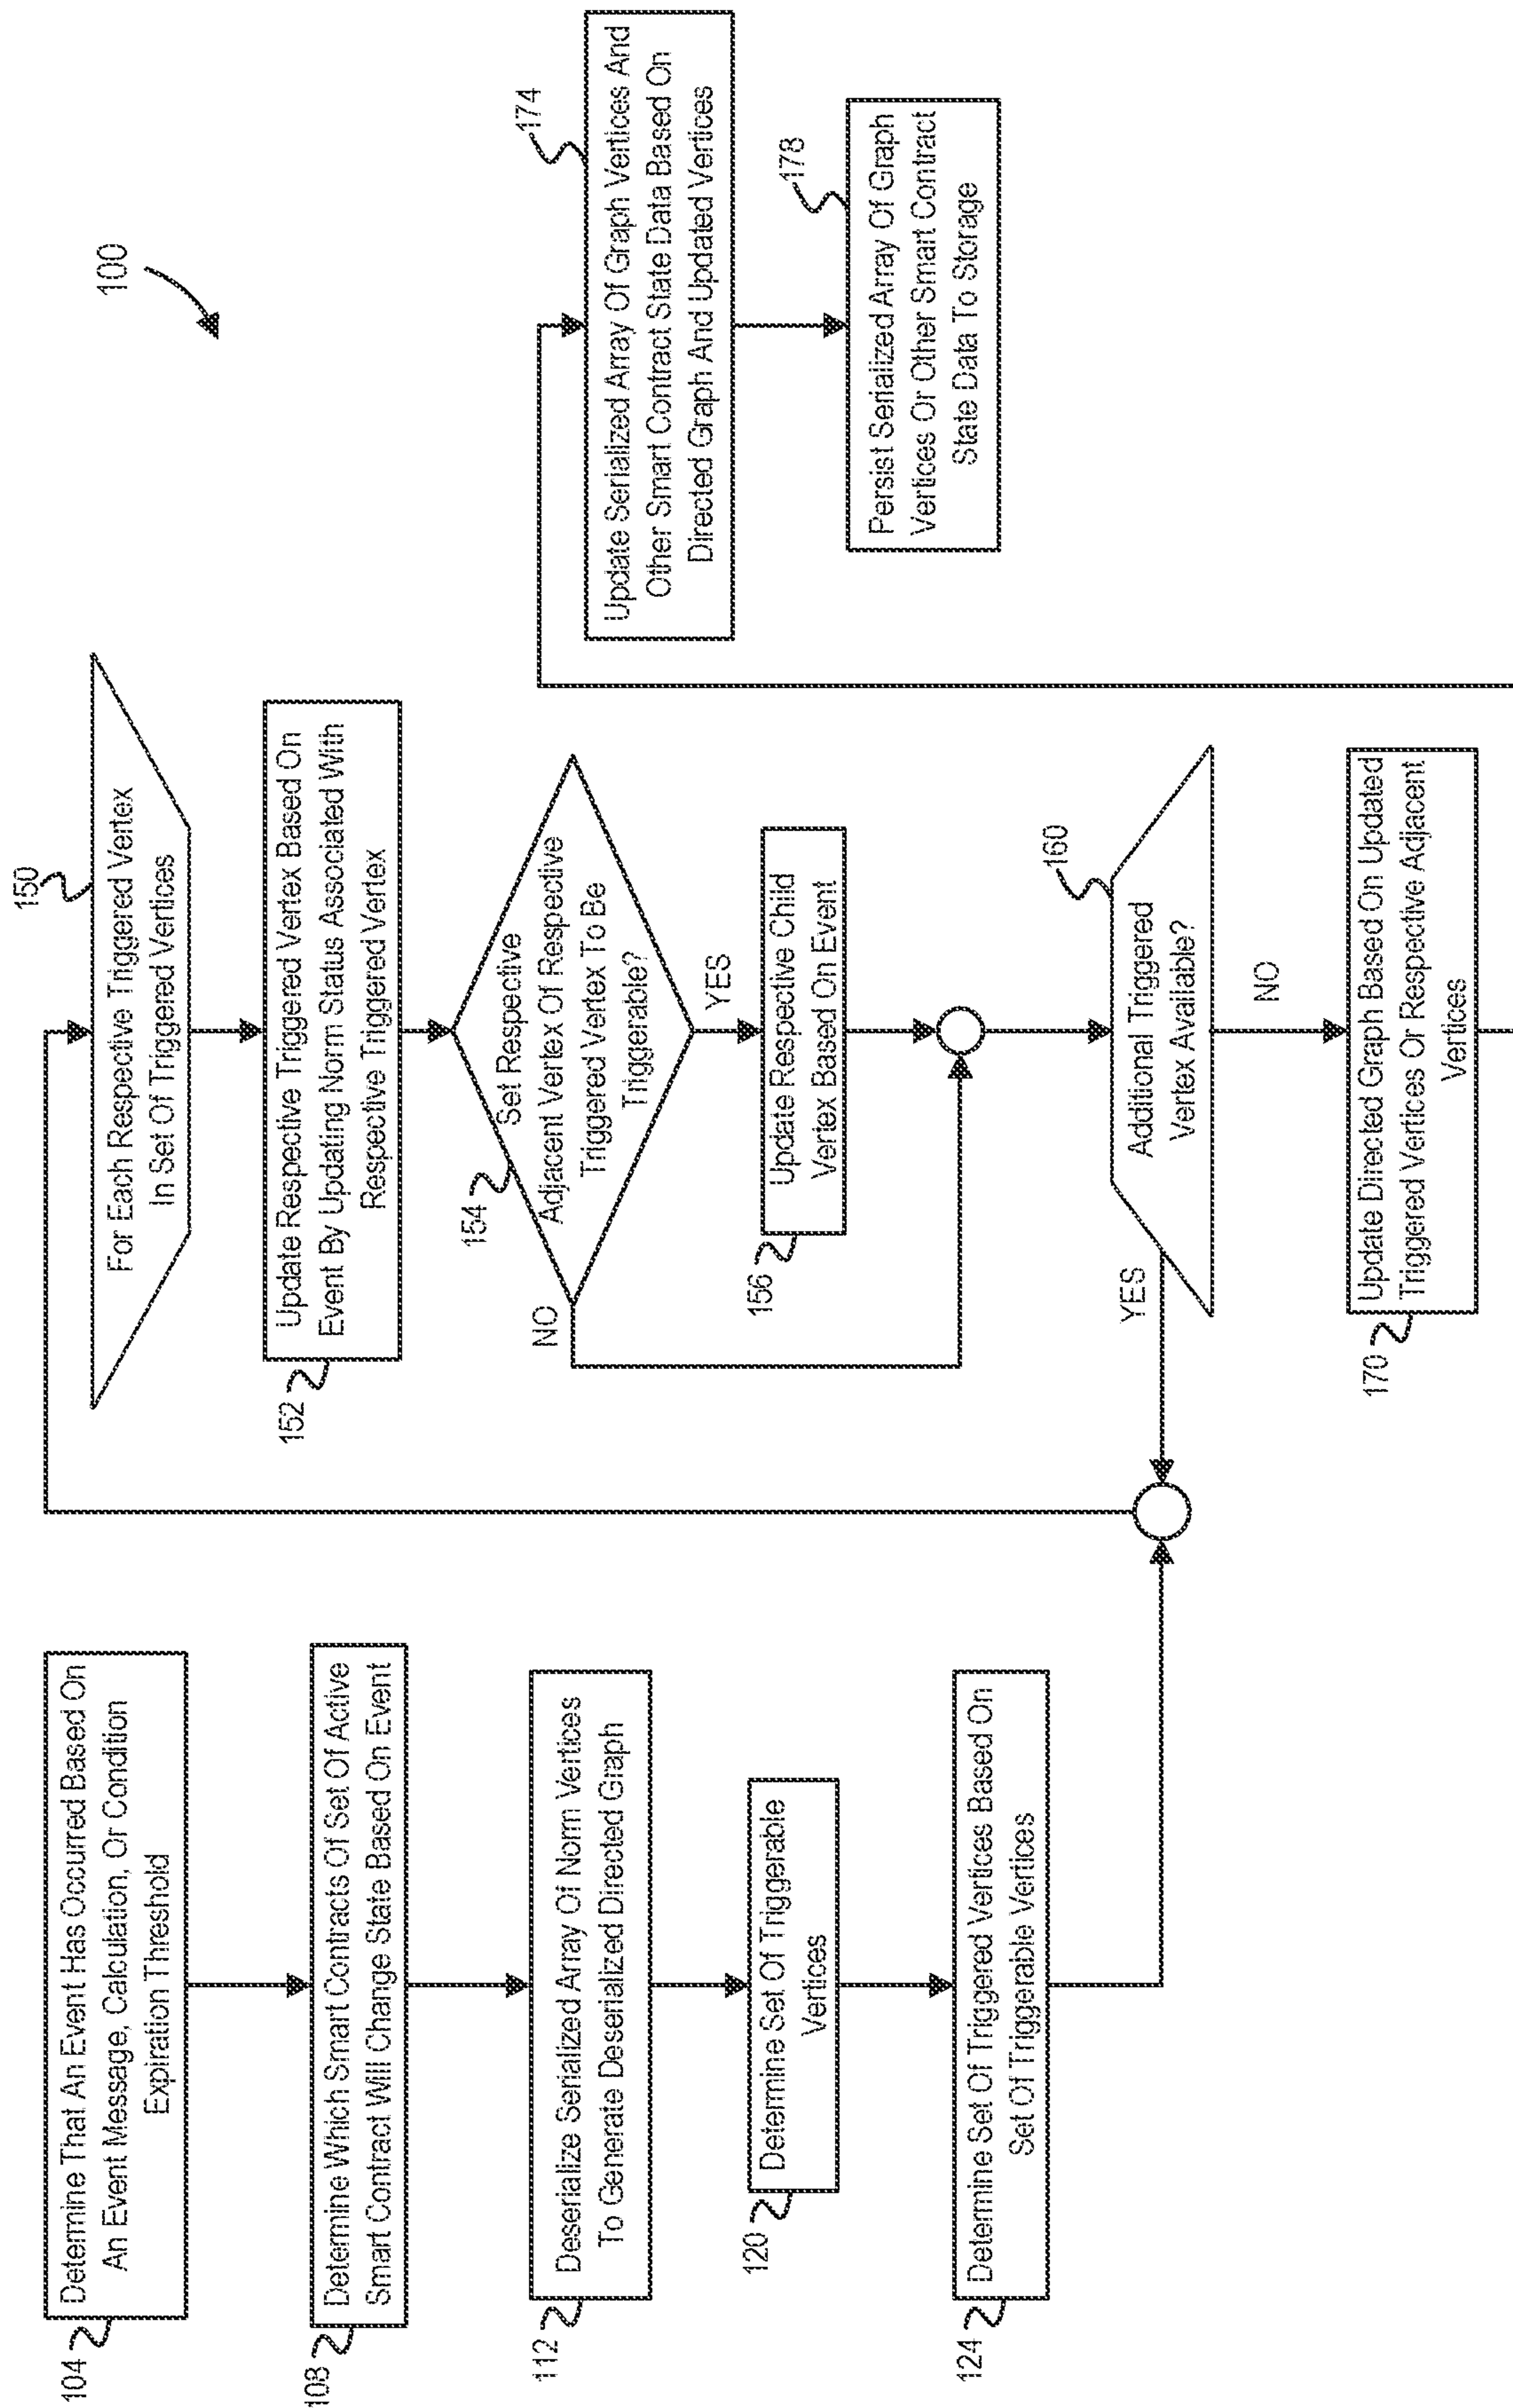 100
104
Determine That An Event Has Occurred Based On
An Event Message, Calculation, Or Condition
Expiration Threshold
108
Determine Which Smart Contracts Of Set Of Active
Smart Contract Will Change State Based On Event
112
Deserialize Serialized Array Of Norm Vertices
To Generate Deserialized Directed Graph
120
Determine Set Of Triggerable
Vertices
124
Determine Set Of Triggered Vertices Based On
Set Of Triggerable Vertices
150
For Each Respective Triggered Vertex
In Set Of Triggered Vertices
152
Update Respective Triggered Vertex Based On
Event By Updating Norm Status Associated With
Respective Triggered Vertex
154
Set Respective
Adjacent Vertex Of Respective
Triggered Vertex To Be
Triggerable?
NO
YES
156
Update Respective Child
Vertex Based On Event
160
Additional Triggered
Vertex Available?
YES
NO
170
Update Directed Graph Based On Updated
Triggered Vertices Or Respective Adjacent
Vertices
174
Update Serialized Array Of Graph Vertices And
Other Smart Contract State Data Based On
Directed Graph And Updated Vertices
178
Persist Serialized Array Of Graph
Vertices Or Other Smart Contract
State Data To Storage